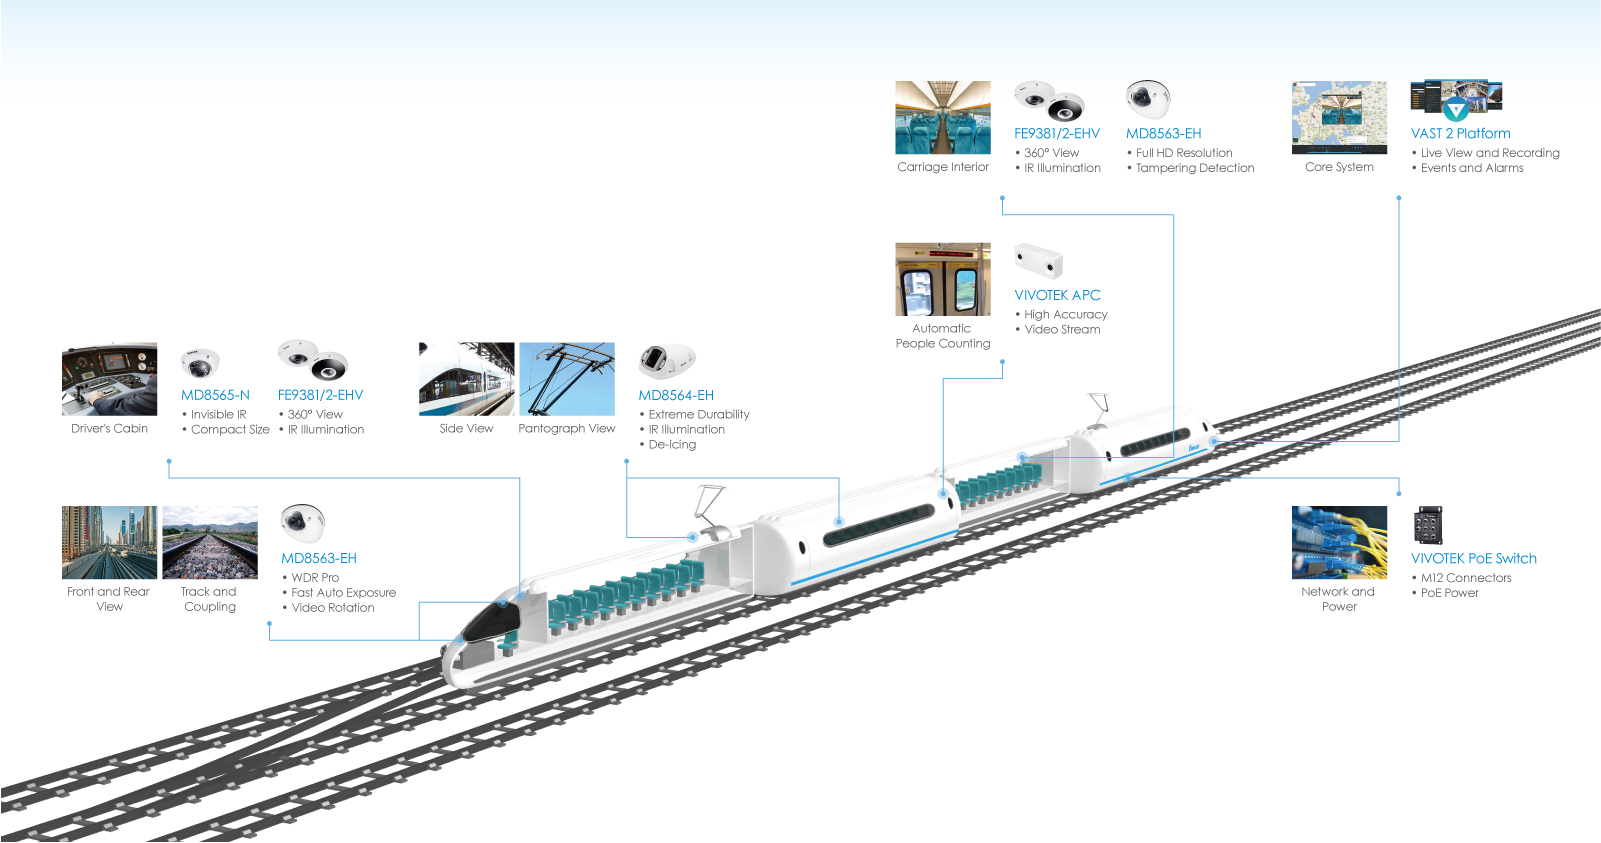 Carriage Interior
FE9381/2-EHV
• 360° View
• IR Illumination
MD8563-EH
• Full HD Resolution
• Tampering Detection
Core System
VAST 2 Platform
• Live View and Recording
• Events and Alarms
Automatic
People Counting
VIVOTEK APC
• High Accuracy
• Video Stream
Driver's Cabin
MD8565-N
• Invisible IR
• Compact Size
FE9381/2-EHV
• 360° View
• IR Illumination
Side View
Pantograph View
MD8564-EH
• Extreme Durability
• IR Illumination
• De-icing
Front and Rear
View
Track and
Coupling
MD8563-EH
• WDR Pro
• Fast Auto Exposure
• Video Rotation
Network and
Power
VIVOTEK PoE Switch
• M12 Connectors
• PoE Power